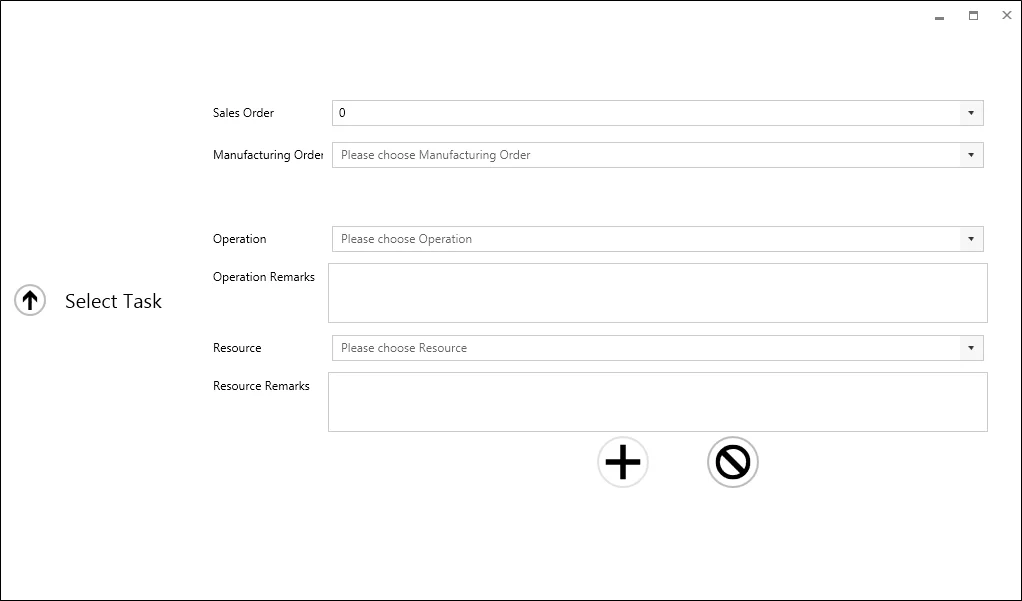 Sales Order 0
Manufacturing Order Please choose Manufacturing Order
Operation Please choose Operation
Operation Remarks
Select Task
Resource Please choose Resource
Resource Remarks